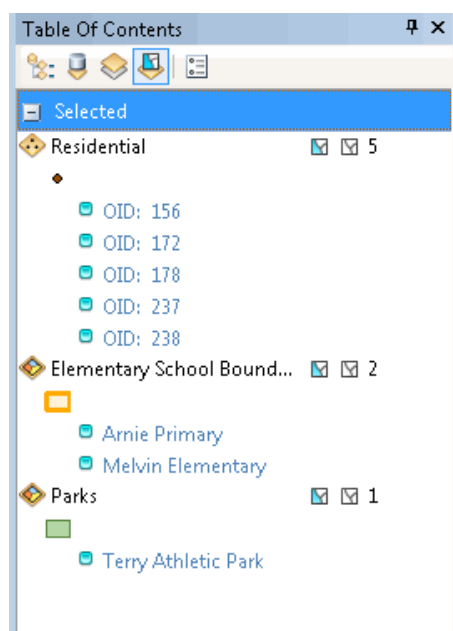 Table Of Contents
Selected
Residential 5
OID: 156
OID: 172
OID: 178
OID: 237
OID: 238
Elementary School Bound... 2
Arnie Primary
Melvin Elementary
Parks 1
Terry Athletic Park